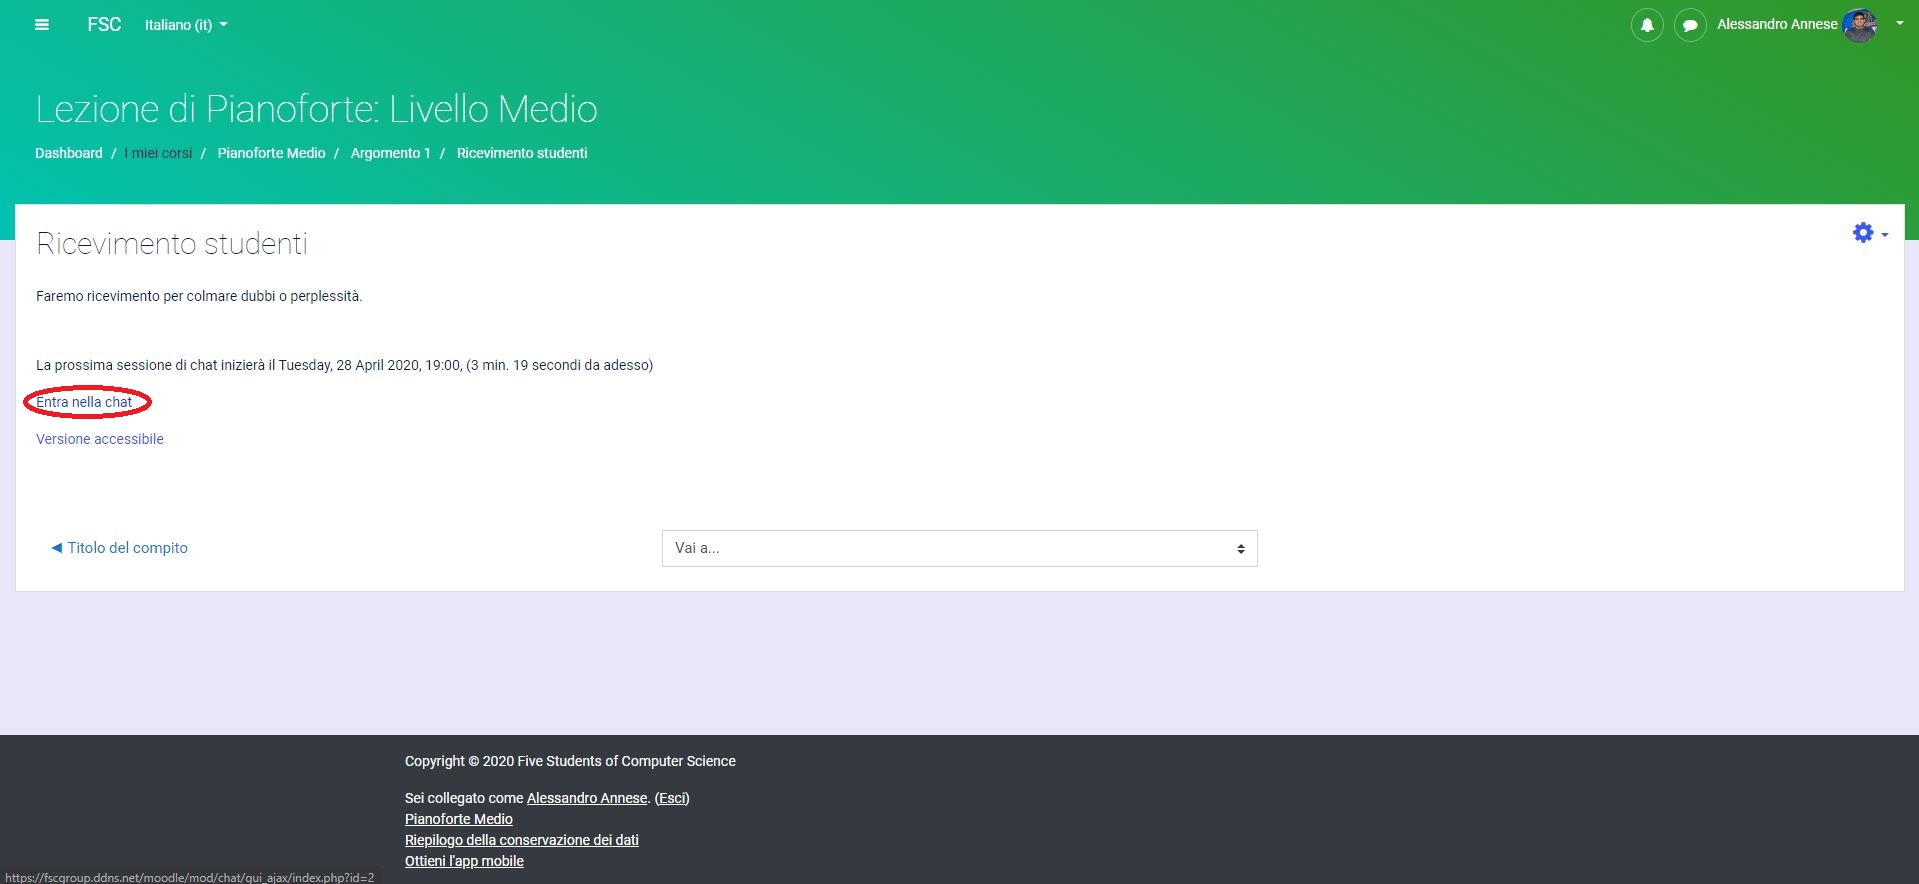 FSC Italiano (it) Alessandro Annese
Lezione di Pianoforte: Livello Medio
Dashboard / I miei corsi / Pianoforte Medio / Argomento 1 / Ricevimento studenti
Ricevimento studenti
Faremo ricevimento per colmare dubbi o perplessità.
La prossima sessione di chat inizierà il Tuesday, 28 April 2020, 19:00, (3 min. 19 secondi da adesso)
Entra nella chat
Versione accessibile
◄ Titolo del compito Vai a...
Copyright © 2020 Five Students of Computer Science
Sei collegato come Alessandro Annese. (Esci)
Pianoforte Medio
Riepilogo della conservazione dei dati
Ottieni l'app mobile
https://fscgroup.ddns.net/moodle/mod/chat/gui_ajax/index.php?id=2